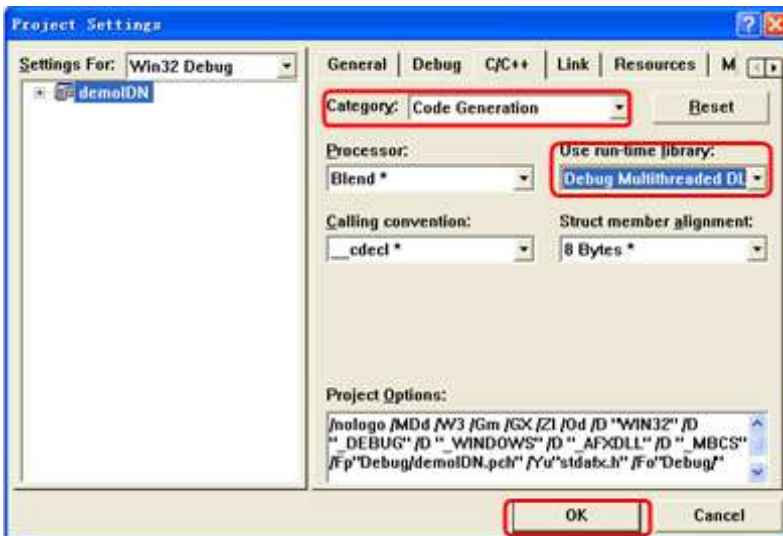 Project Settings
Settings For: Win32 Debug
demoIDN
General Debug C/C++ Link Resources M
Category: Code Generation
Reset
Processor:
Use run-time library:
Blend *
Debug Multithreaded DL
Calling convention:
Struct member alignment:
__cdecl *
8 Bytes *
Project Options:
/nologo /MDd /W3 /Gm /GX /ZI /Od /D "WIN32" /D
"_DEBUG" /D "_WINDOWS" /D "_AFXDLL" /D "_MBCS"
/Fp"Debug/demoIDN.pch" /Yu"stdafx.h" /Fo"Debug/"
OK
Cancel